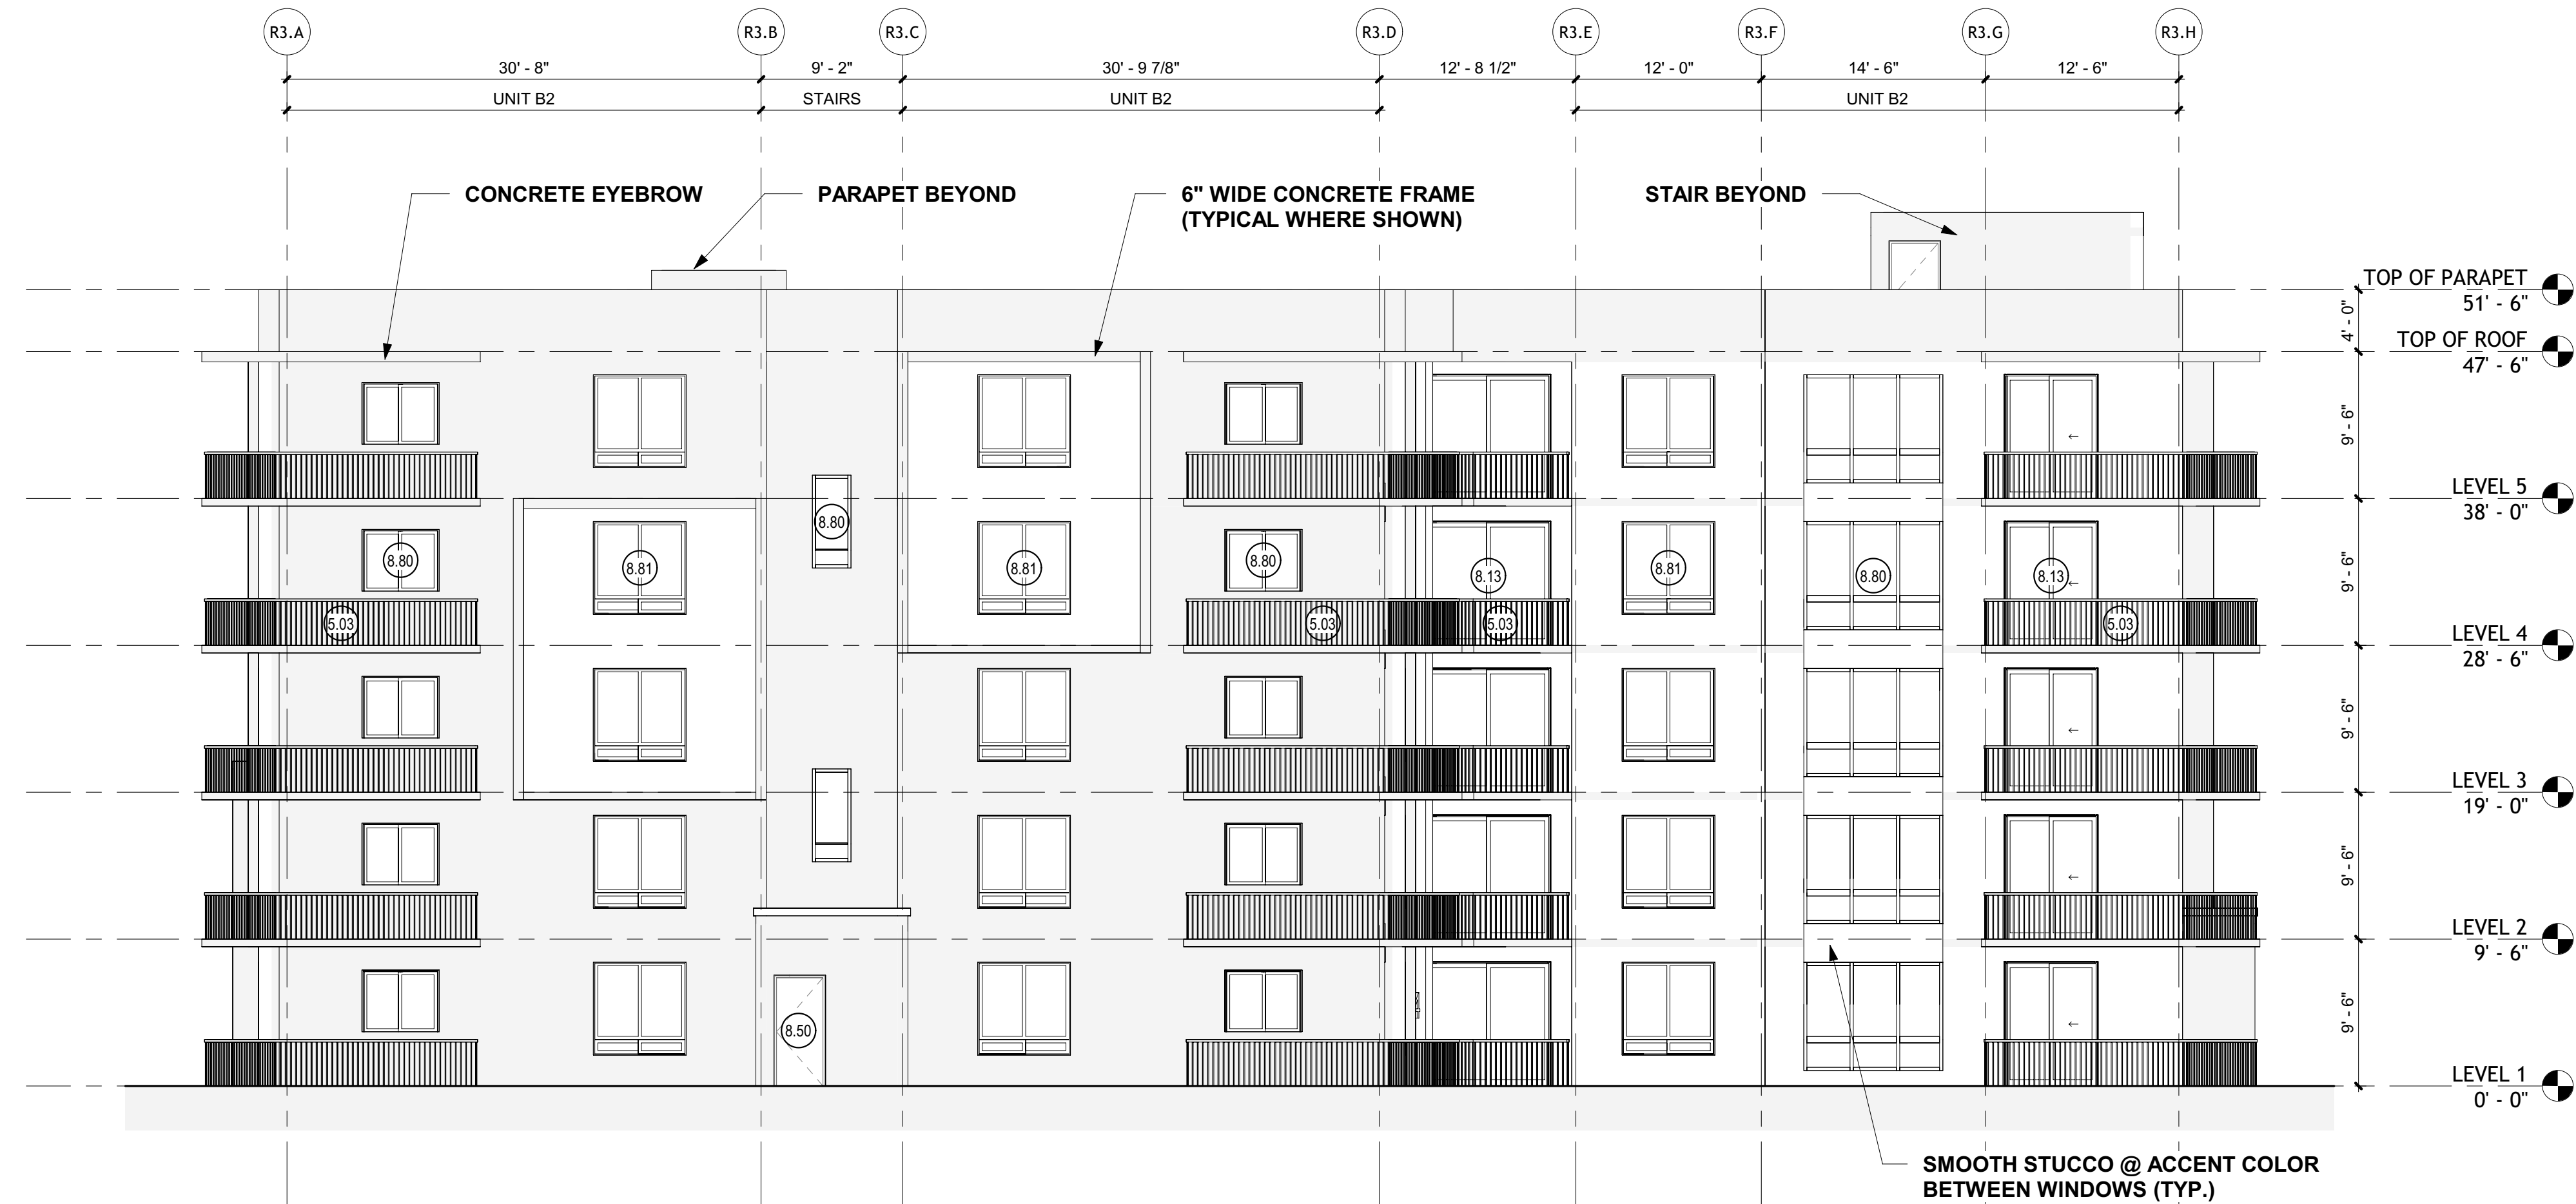 R3.A R3.B R3.C R3.D R3.E R3.F R3.G R3.H
30' - 8" 9' - 2" 30' - 9 7/8" 12' - 8 1/2" 12' - 0" 14' - 6" 12' - 6"
UNIT B2 STAIRS UNIT B2 UNIT B2
CONCRETE EYEBROW
PARAPET BEYOND
6" WIDE CONCRETE FRAME
(TYPICAL WHERE SHOWN)
STAIR BEYOND
TOP OF PARAPET
51' - 6"
4' - 0"
TOP OF ROOF
47' - 6"
9' - 6"
LEVEL 5
38' - 0"
8.80
8.80 8.81 8.81 8.80 8.13 8.81 8.80 8.13
9' - 6"
5.03 5.03 5.03 5.03
LEVEL 4
28' - 6"
9' - 6"
LEVEL 3
19' - 0"
9' - 6"
LEVEL 2
9' - 6"
8.50
9' - 6"
LEVEL 1
0' - 0"
SMOOTH STUCCO @ ACCENT COLOR
BETWEEN WINDOWS (TYP.)